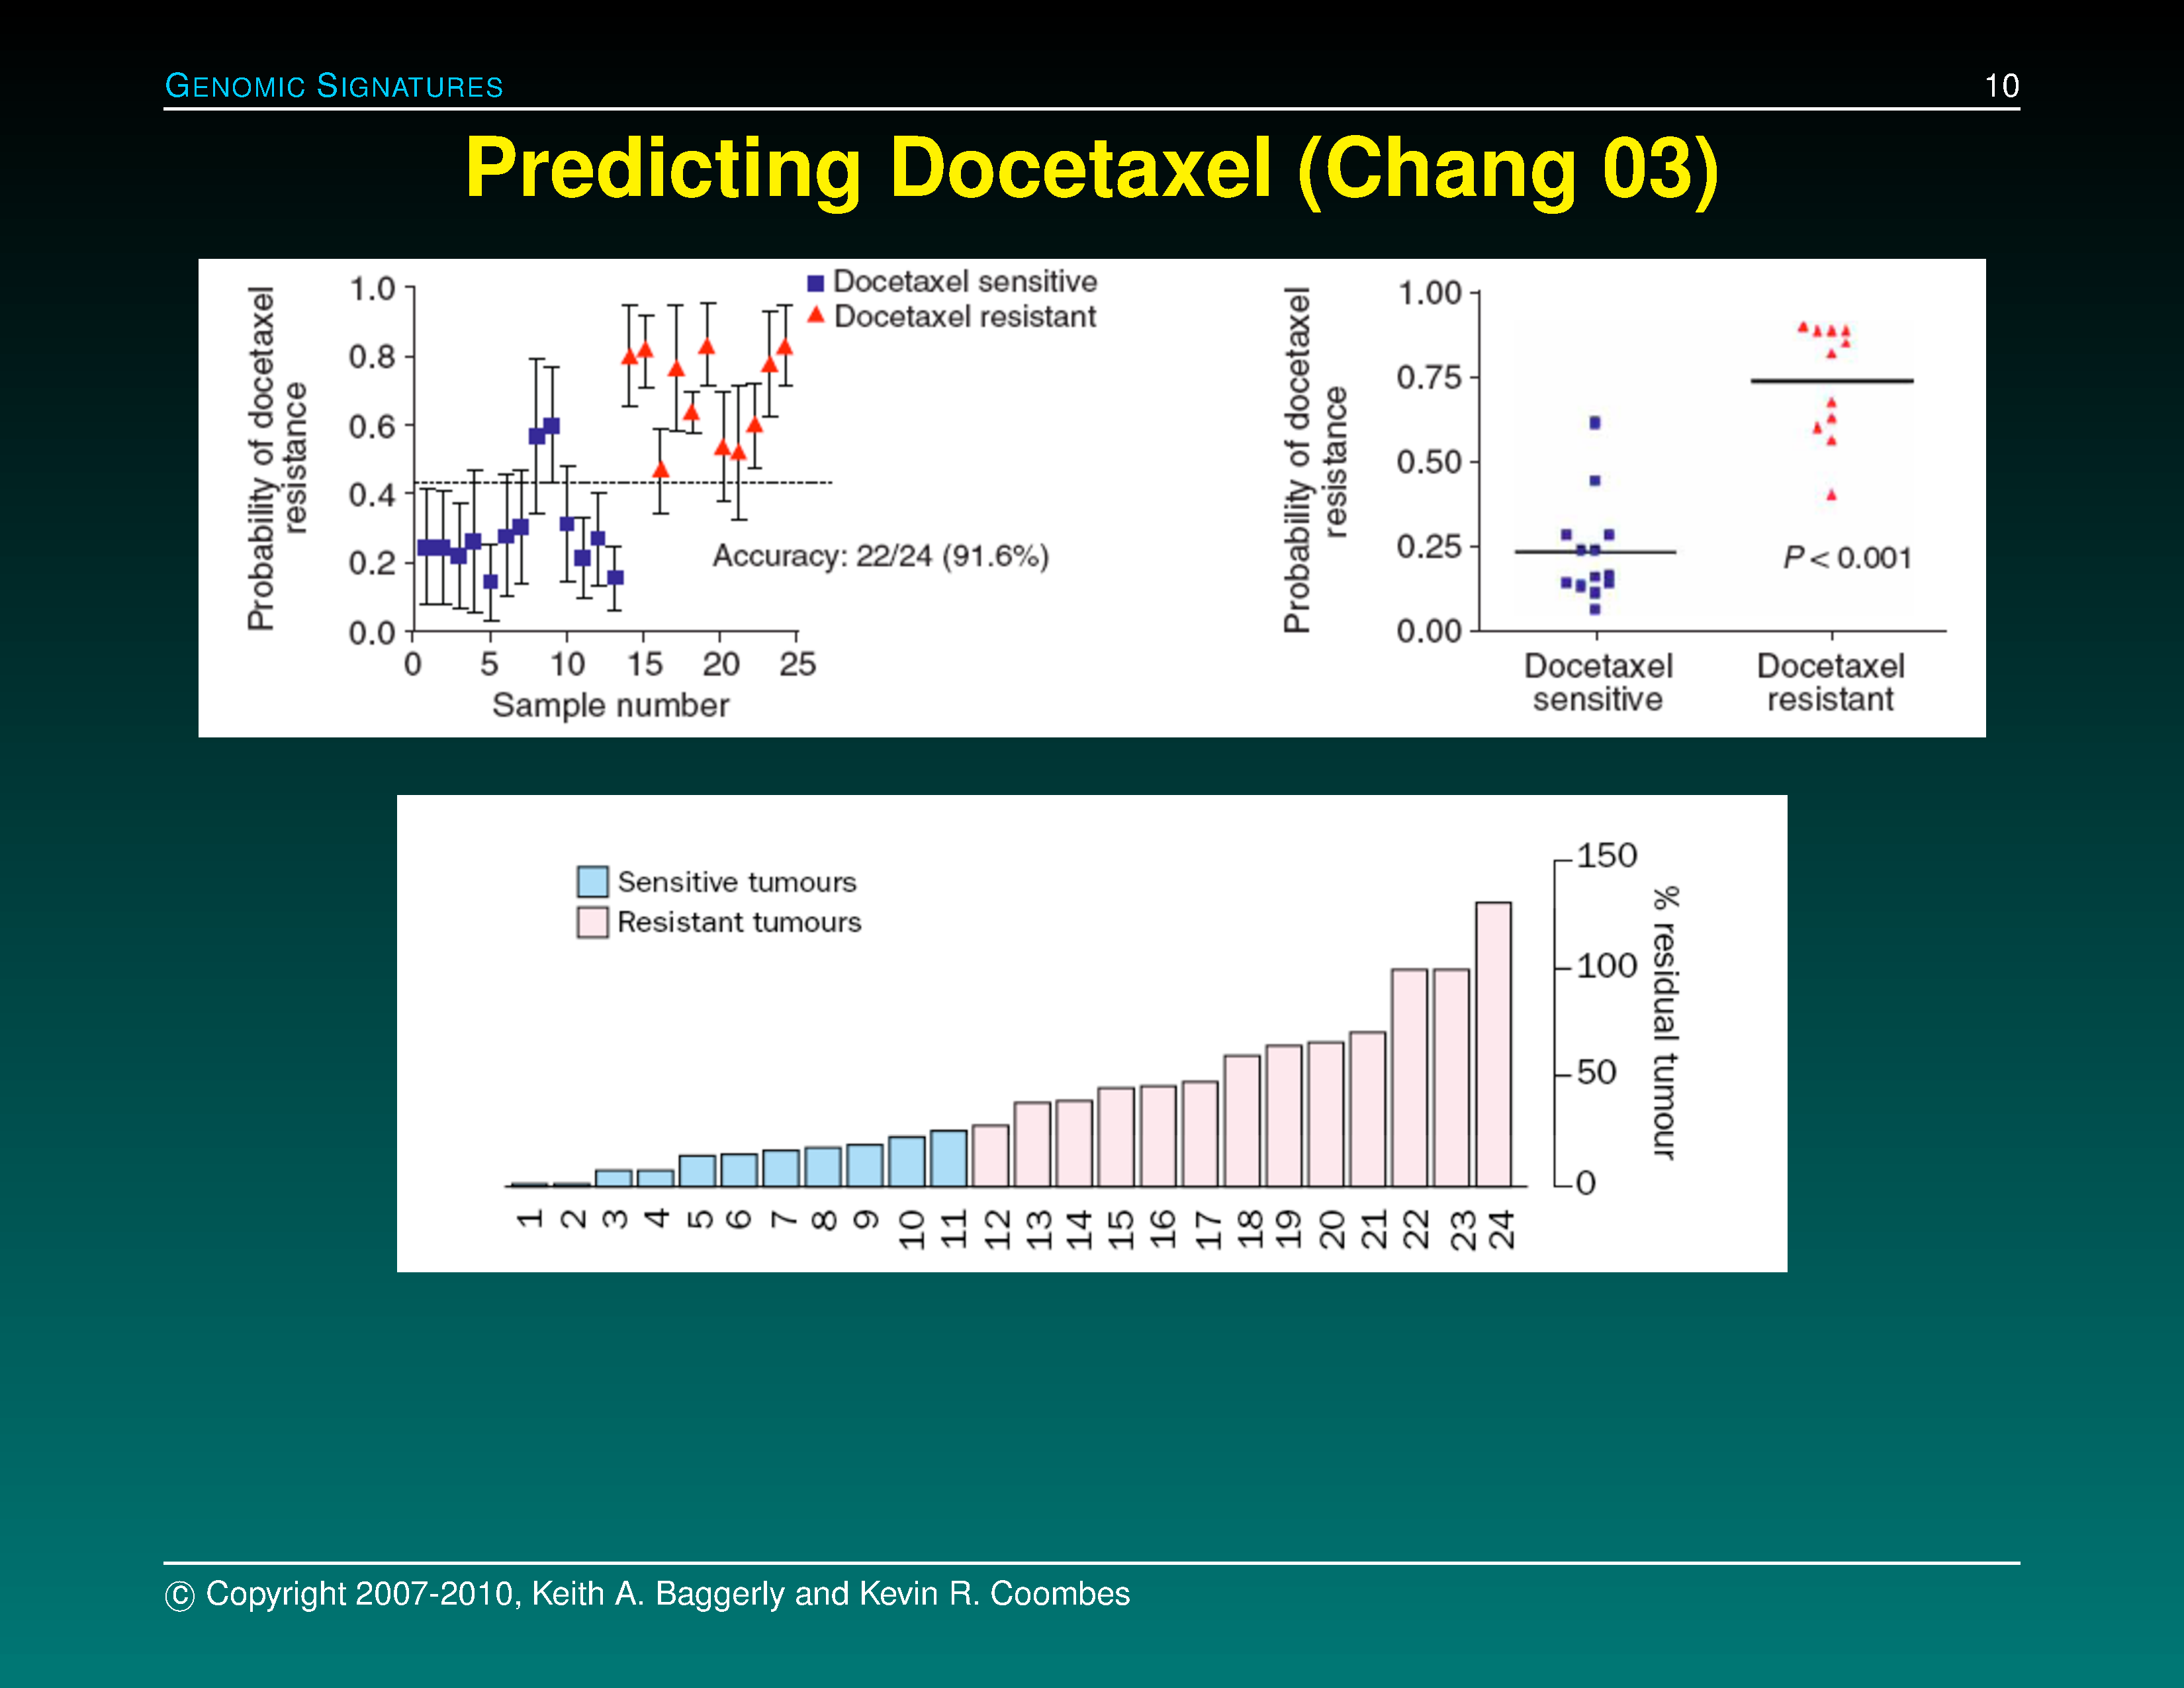 GENOMIC SIGNATURES
10
Predicting Docetaxel (Chang 03)
Probability of docetaxel
resistance
1.0
0.8
0.6
0.4
0.2
0.0
Docetaxel sensitive
Docetaxel resistant
Accuracy: 22/24 (91.6%)
0 5 10 15 20 25
Sample number
Probability of docetaxel
resistance
1.00
0.75
0.50
0.25
0.00
P < 0.001
Docetaxel
sensitive
Docetaxel
resistant
Sensitive tumours
Resistant tumours
150
100
50
0
% residual tumour
1 2 3 4 5 6 7 8 9 10 11 12 13 14 15 16 17 18 19 20 21 22 23 24
© Copyright 2007-2010, Keith A. Baggerly and Kevin R. Coombes